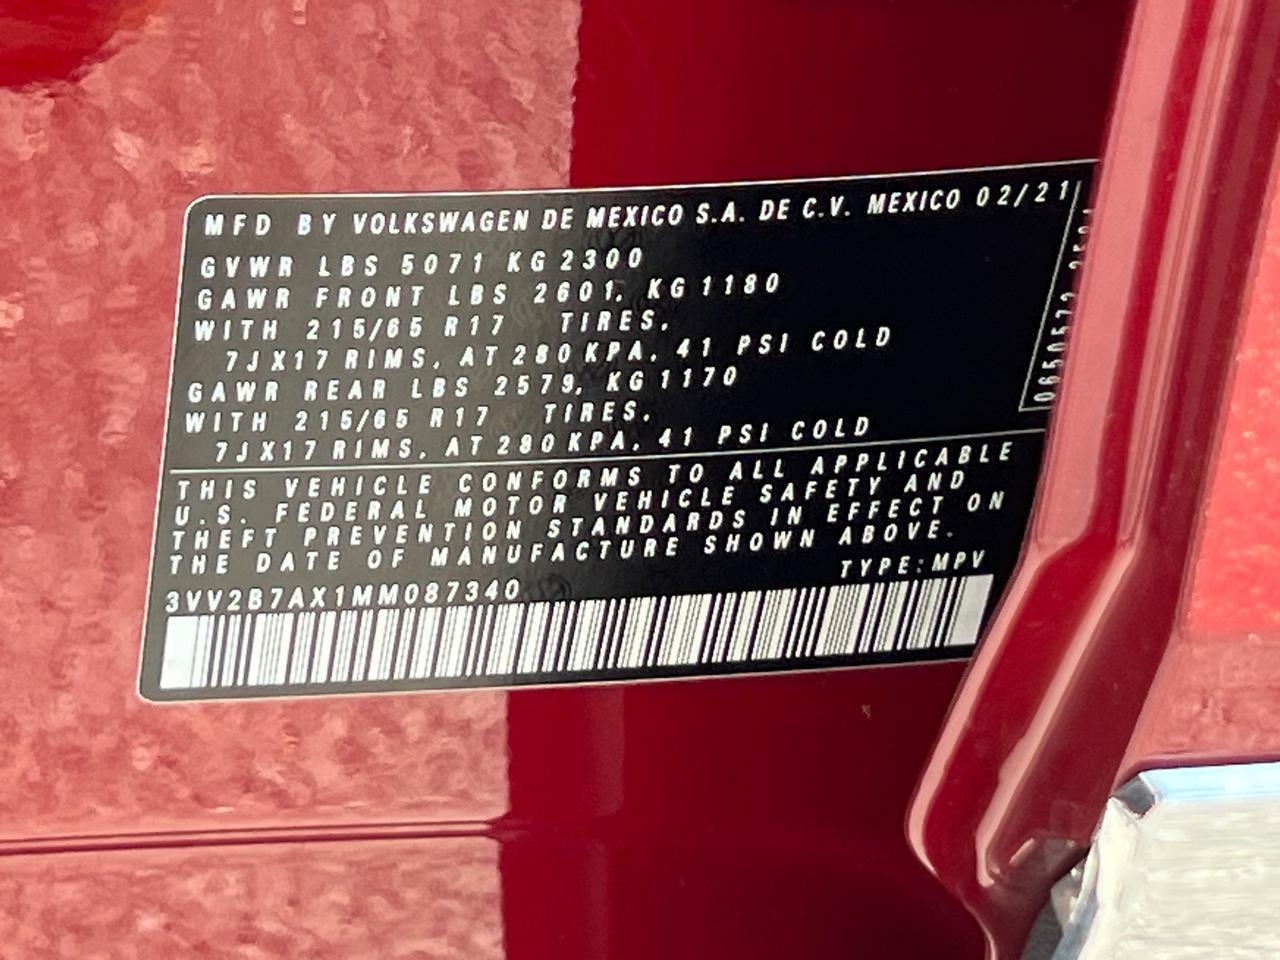 MFD BY VOLKSWAGEN DE MEXICO S.A. DE C.V. MEXICO 02/21
GVWR LBS 5071 KG 2300
GAWR FRONT LBS 2601, KG 1180
WITH 215/65 R17 TIRES,
7JX17 RIMS, AT 280 KPA, 41 PSI COLD
GAWR REAR LBS 2579, KG 1170
WITH 215/65 R17 TIRES,
7JX17 RIMS, AT 280 KPA, 41 PSI COLD
THIS VEHICLE CONFORMS TO ALL APPLICABLE
U.S. FEDERAL MOTOR VEHICLE SAFETY AND
THEFT PREVENTION STANDARDS IN EFFECT ON
THE DATE OF MANUFACTURE SHOWN ABOVE.
TYPE: MPV
3VV2B7AX1MM087340